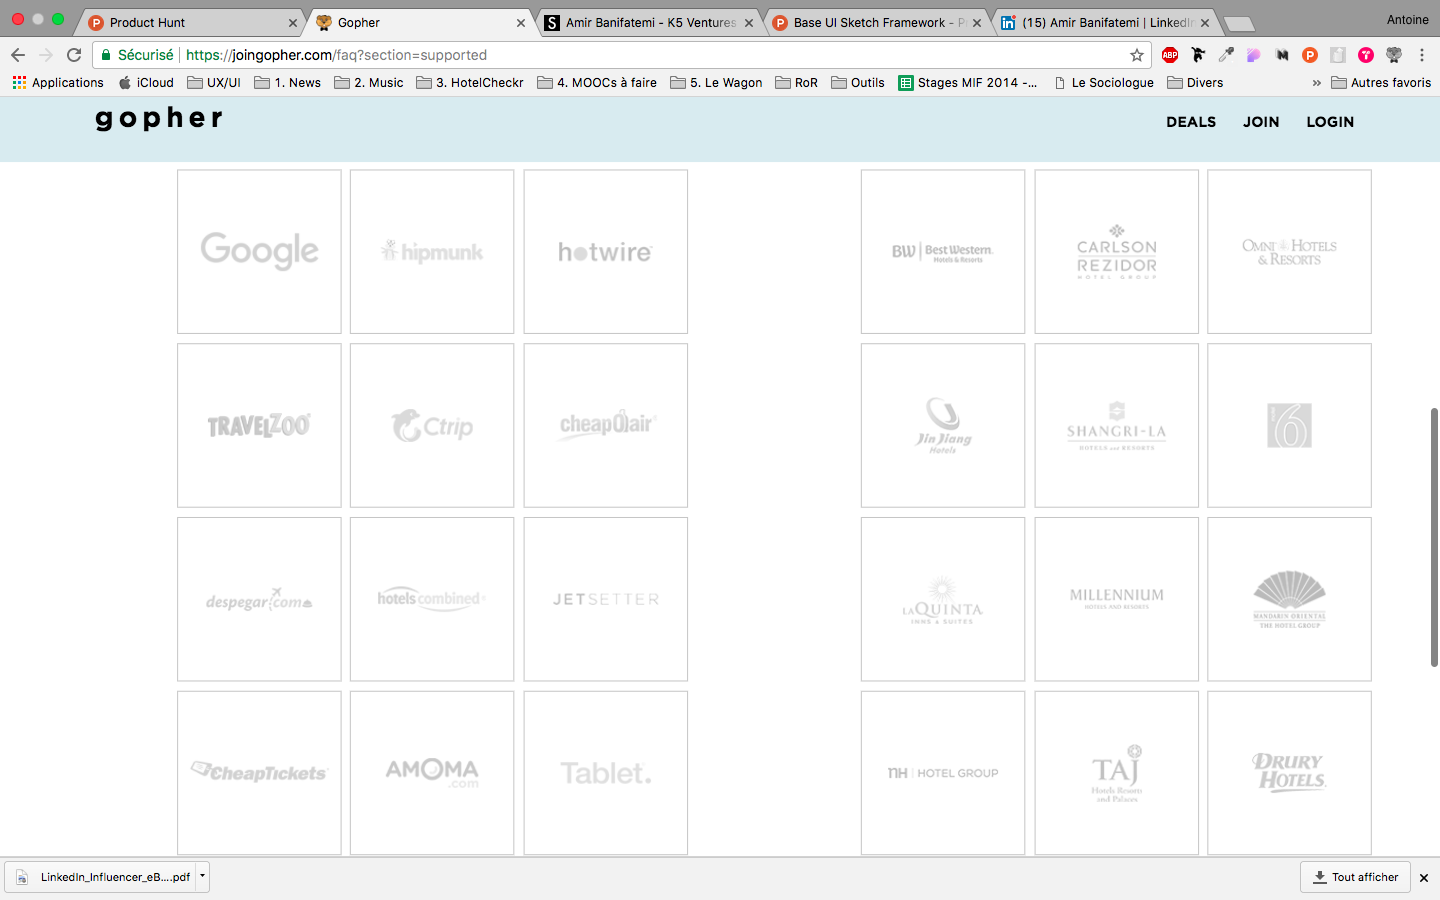 Product Hunt
Gopher
Amir Banifatemi - K5 Ventures
Base UI Sketch Framework - P
(15) Amir Banifatemi | LinkedIn
Antoine
Sécurisé
https://joingopher.com/faq?section=supported
Applications
iCloud
UX/UI
1. News
2. Music
3. HotelCheckr
4. MOOCs à faire
5. Le Wagon
RoR
Outils
Stages MIF 2014 -...
Le Sociologue
Divers
»
Autres favoris
gopher
DEALS
JOIN
LOGIN
Google
hipmunk
hotwire
BW Best Western
Hotels & Resorts
CARLSON
REZIDOR
HOTEL GROUP
OMNI HOTELS
& RESORTS
TRAVELZOO
Ctrip
cheapOair
Jin Jiang
Hotels
SHANGRI-LA
HOTELS and RESORTS
6
despegar.com
hotelscombined
JETSETTER
LAQUINTA
INNS & SUITES
MILLENNIUM
HOTELS AND RESORTS
MANDARIN ORIENTAL
THE HOTEL GROUP
CheapTickets
AMOMA
.com
Tablet.
nH | HOTEL GROUP
TAJ
Hotels Resorts
and Palaces
DRURY
HOTELS
LinkedIn_Influencer_eB....pdf
Tout afficher